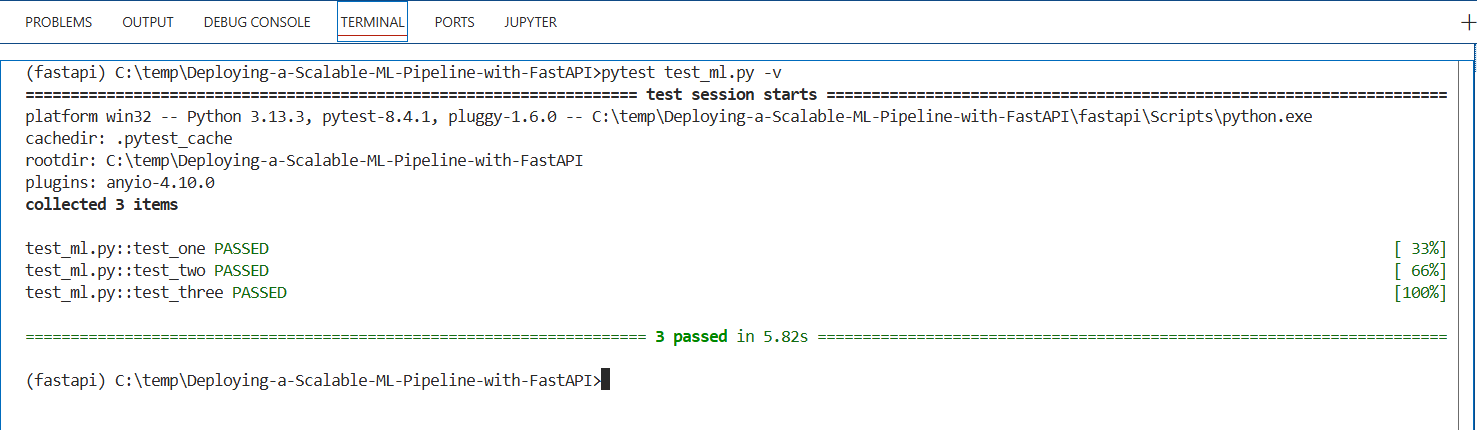 PROBLEMS OUTPUT DEBUG CONSOLE TERMINAL PORTS JUPYTER
(fastapi) C:\temp\Deploying-a-Scalable-ML-Pipeline-with-FastAPI>pytest test_ml.py -v
==================================================================== test session starts =====================================================================
platform win32 -- Python 3.13.3, pytest-8.4.1, pluggy-1.6.0 -- C:\temp\Deploying-a-Scalable-ML-Pipeline-with-FastAPI\fastapi\Scripts\python.exe
cachedir: .pytest_cache
rootdir: C:\temp\Deploying-a-Scalable-ML-Pipeline-with-FastAPI
plugins: anyio-4.10.0
collected 3 items
test_ml.py::test_one PASSED [ 33%]
test_ml.py::test_two PASSED [ 66%]
test_ml.py::test_three PASSED [100%]
===================================================================== 3 passed in 5.82s ======================================================================
(fastapi) C:\temp\Deploying-a-Scalable-ML-Pipeline-with-FastAPI>